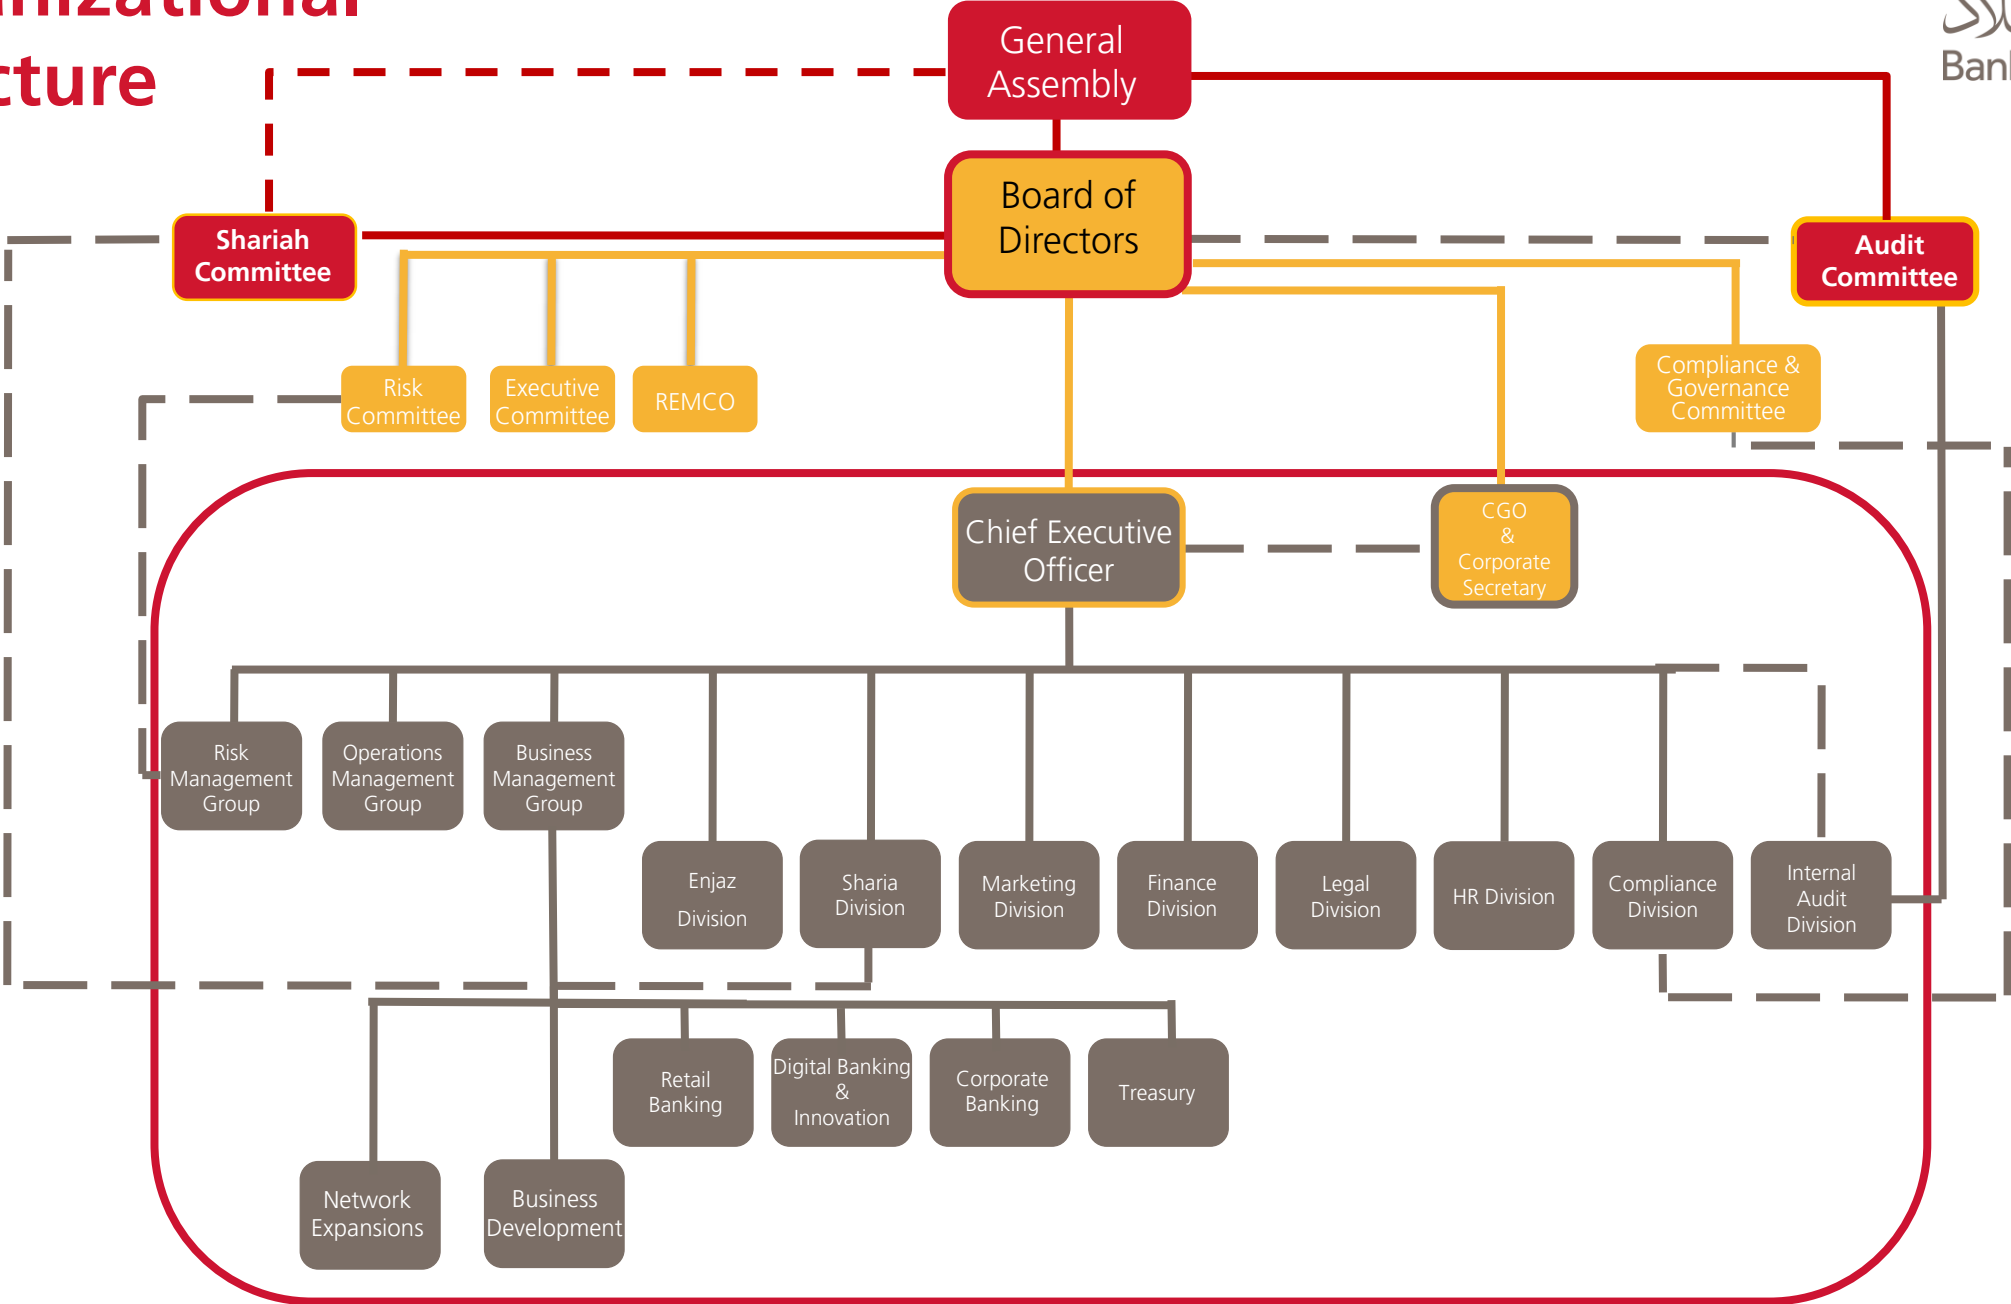 General
Assembly
Board of
Directors
Shariah
Committee
Audit
Committee
Risk
Committee
Executive
Committee
REMCO
Compliance &
Governance
Committee
Chief Executive
Officer
CGO
&
Corporate
Secretary
Risk
Management
Group
Operations
Management
Group
Business
Management
Group
Enjaz
Division
Sharia
Division
Marketing
Division
Finance
Division
Legal
Division
HR Division
Compliance
Division
Internal
Audit
Division
Retail
Banking
Digital Banking
&
Innovation
Corporate
Banking
Treasury
Network
Expansions
Business
Development